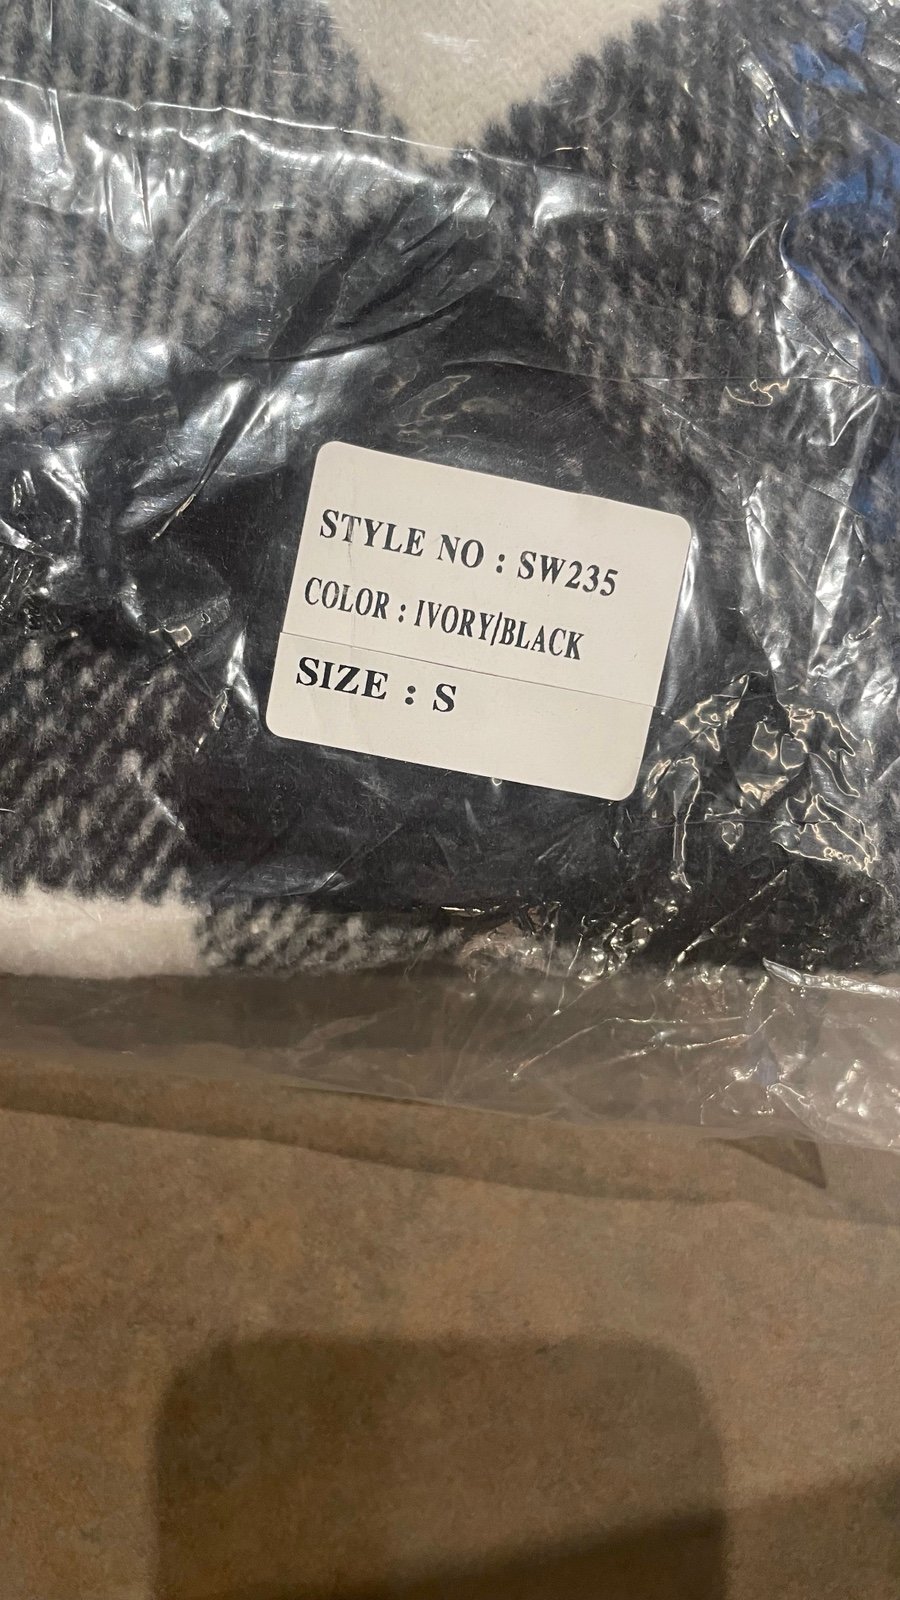 STYLE NO : SW235
COLOR : IVORY/BLACK
SIZE : S